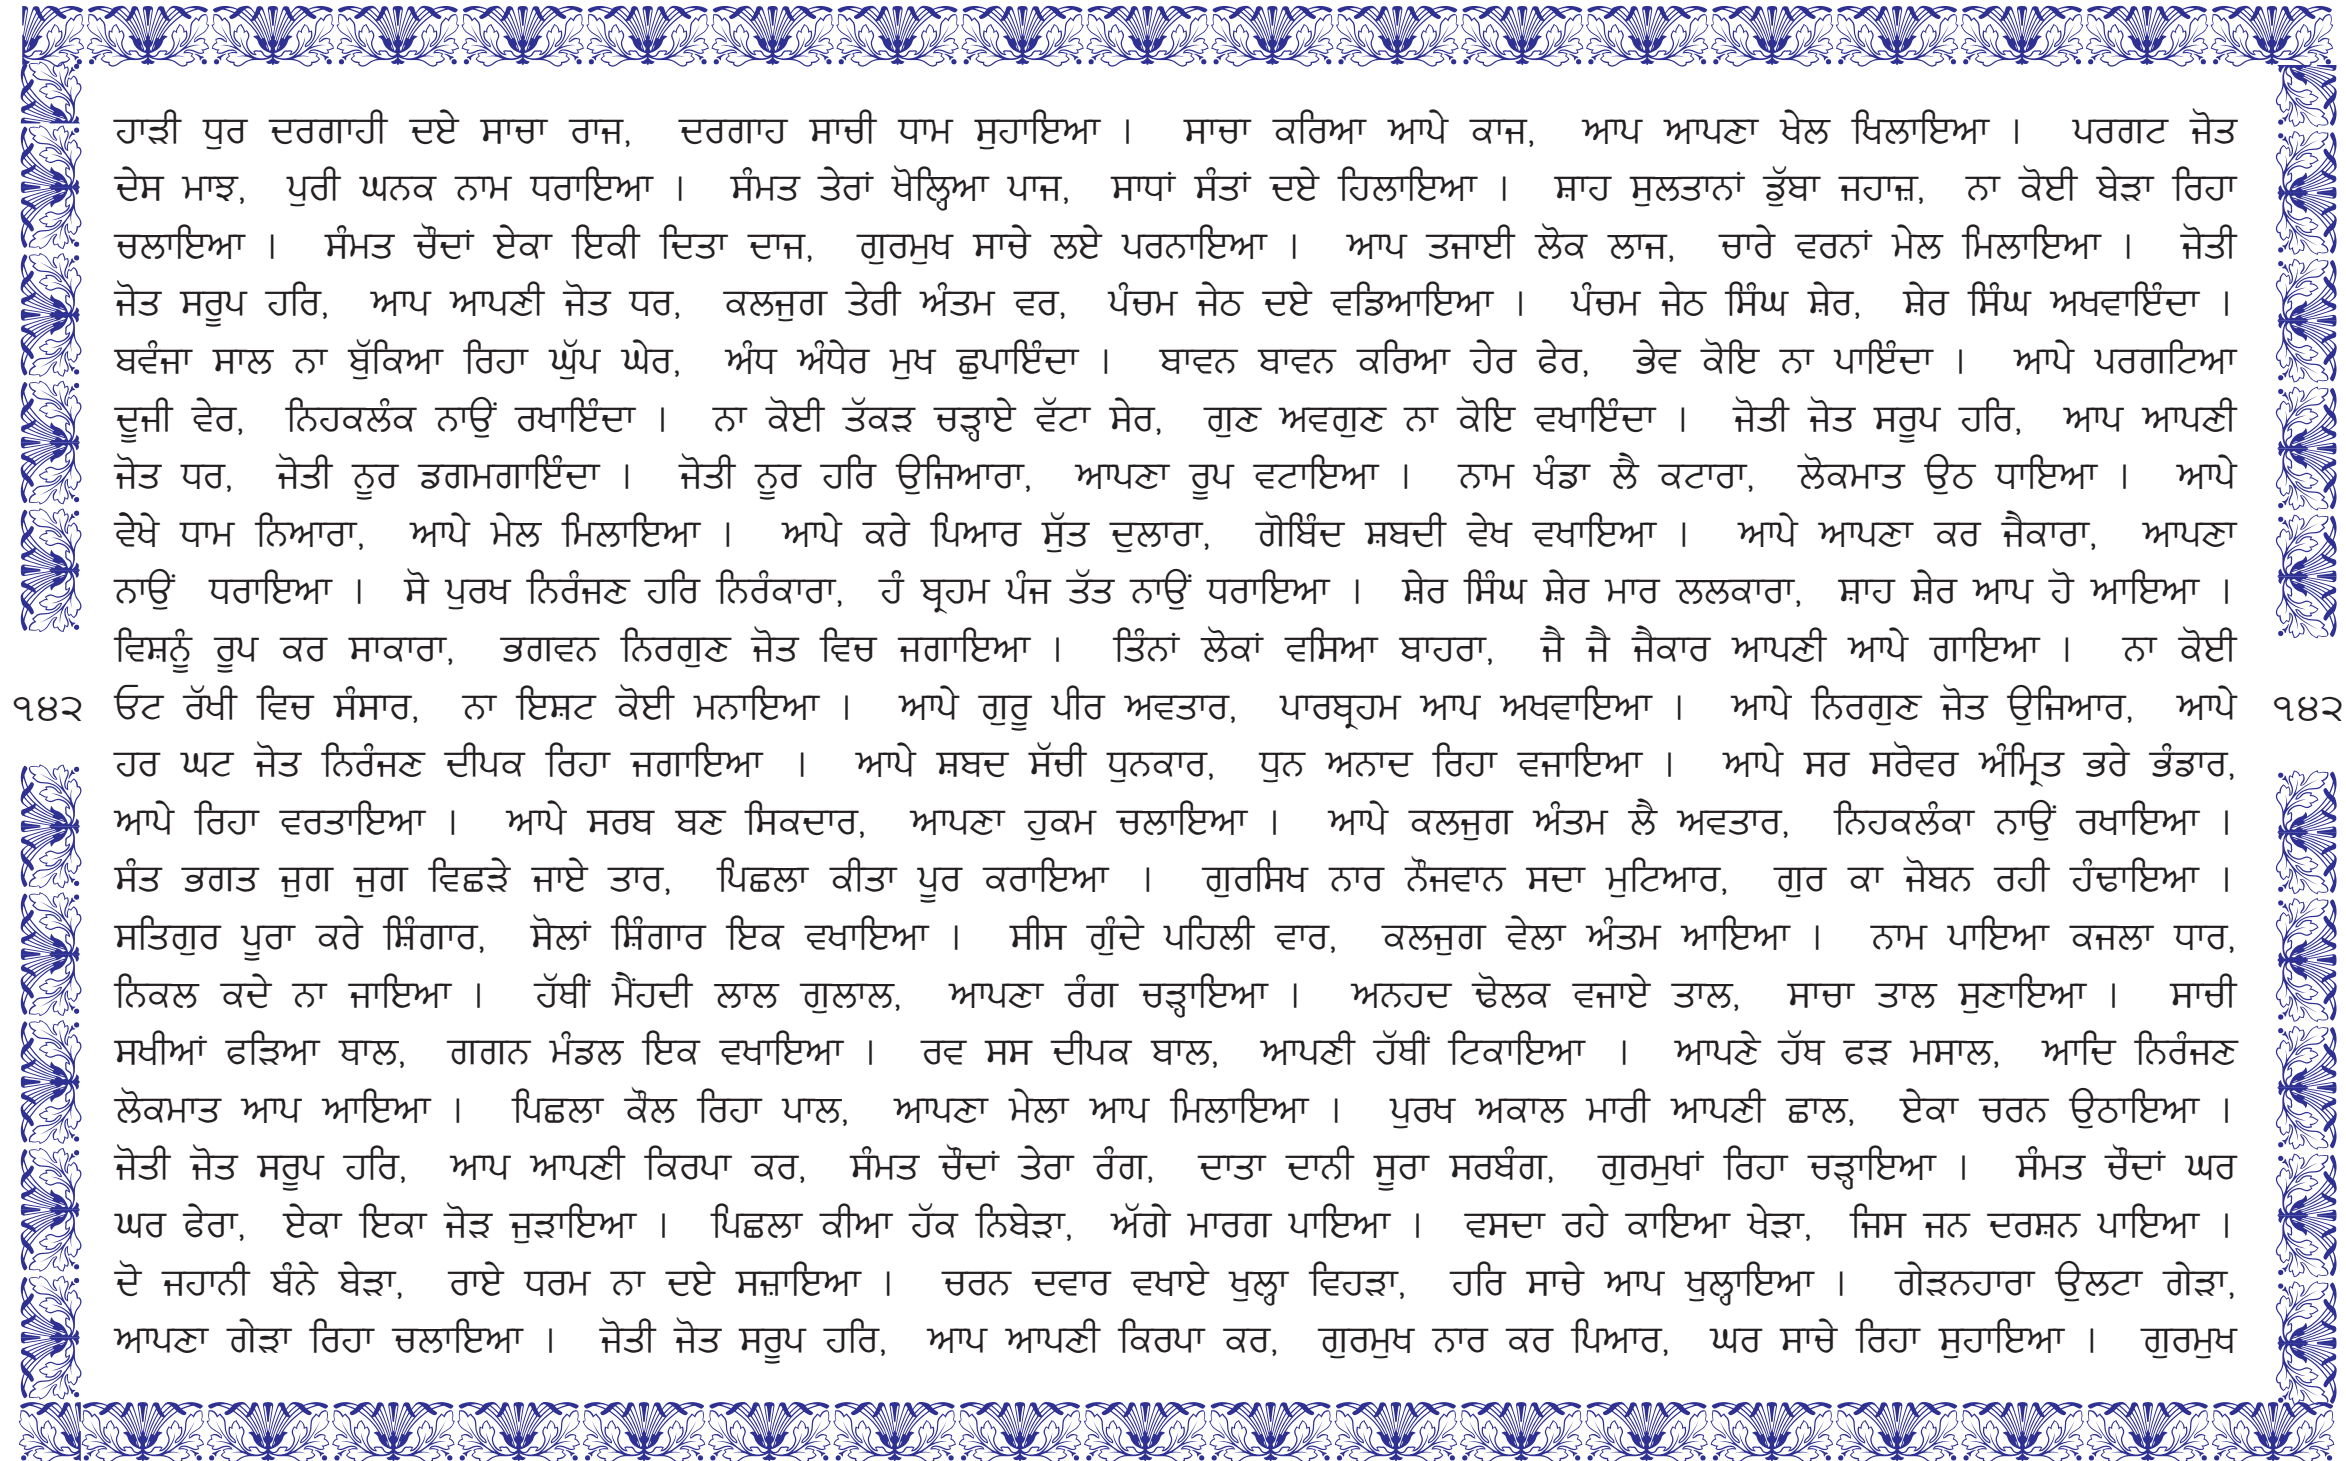 ਹਾੜੀ ਧੁਰ ਦਰਗਾਹੀ ਦਏ ਸਾਚਾ ਰਾਜ, ਦਰਗਾਹ ਸਾਚੀ ਧਾਮ ਸੁਹਾਇਆ । ਸਾਚਾ ਕਰਿਆ ਆਪੇ ਕਾਜ, ਆਪ ਆਪਣਾ ਖੇਲ ਖਿਲਾਇਆ । ਪਰਗਟ ਜੋਤ
ਦੇਸ ਮਾਝ, ਪੁਰੀ ਘਨਕ ਨਾਮ ਧਰਾਇਆ । ਸੰਮਤ ਤੇਰਾਂ ਖੋਲ੍ਹਿਆ ਪਾਜ, ਸਾਧਾਂ ਸੰਤਾਂ ਦਏ ਹਿਲਾਇਆ । ਸ਼ਾਹ ਸੁਲਤਾਨਾਂ ਡੁੱਬਾ ਜਹਾਜ਼, ਨਾ ਕੋਈ ਬੇੜਾ ਰਿਹਾ
ਚਲਾਇਆ । ਸੰਮਤ ਚੌਦਾਂ ਏਕਾ ਇਕੀ ਦਿਤਾ ਦਾਜ, ਗੁਰਮੁਖ ਸਾਚੇ ਲਏ ਪਰਨਾਇਆ । ਆਪ ਤਜਾਈ ਲੋਕ ਲਾਜ, ਚਾਰੇ ਵਰਨਾਂ ਮੇਲ ਮਿਲਾਇਆ । ਜੋਤੀ
ਜੋਤ ਸਰੂਪ ਹਰਿ, ਆਪ ਆਪਣੀ ਜੋਤ ਧਰ, ਕਲਜੁਗ ਤੇਰੀ ਅੰਤਮ ਵਰ, ਪੰਚਮ ਜੇਠ ਦਏ ਵਡਿਆਇਆ । ਪੰਚਮ ਜੇਠ ਸਿੰਘ ਸ਼ੇਰ, ਸ਼ੇਰ ਸਿੰਘ ਅਖਵਾਇੰਦਾ ।
ਬਵੰਜਾ ਸਾਲ ਨਾ ਬੁੱਕਿਆ ਰਿਹਾ ਘੁੱਪ ਘੇਰ, ਅੰਧ ਅੰਧੇਰ ਮੁਖ ਛੁਪਾਇੰਦਾ । ਬਾਵਨ ਬਾਵਨ ਕਰਿਆ ਹੇਰ ਫੇਰ, ਭੇਵ ਕੋਇ ਨਾ ਪਾਇੰਦਾ । ਆਪੇ ਪਰਗਟਿਆ
ਦੂਜੀ ਵੇਰ, ਨਿਹਕਲੰਕ ਨਾਉਂ ਰਖਾਇੰਦਾ । ਨਾ ਕੋਈ ਤੱਕੜ ਚੜ੍ਹਾਏ ਵੱਟਾ ਸੇਰ, ਗੁਣ ਅਵਗੁਣ ਨਾ ਕੋਇ ਵਖਾਇੰਦਾ । ਜੋਤੀ ਜੋਤ ਸਰੂਪ ਹਰਿ, ਆਪ ਆਪਣੀ
ਜੋਤ ਧਰ, ਜੋਤੀ ਨੂਰ ਡਗਮਗਾਇੰਦਾ । ਜੋਤੀ ਨੂਰ ਹਰਿ ਉਜਿਆਰਾ, ਆਪਣਾ ਰੂਪ ਵਟਾਇਆ । ਨਾਮ ਖੰਡਾ ਲੈ ਕਟਾਰਾ, ਲੋਕਮਾਤ ਉਠ ਧਾਇਆ । ਆਪੇ
ਵੇਖੇ ਧਾਮ ਨਿਆਰਾ, ਆਪੇ ਮੇਲ ਮਿਲਾਇਆ । ਆਪੇ ਕਰੇ ਪਿਆਰ ਸੁੱਤ ਦੁਲਾਰਾ, ਗੋਬਿੰਦ ਸ਼ਬਦੀ ਵੇਖ ਵਖਾਇਆ । ਆਪੇ ਆਪਣਾ ਕਰ ਜੈਕਾਰਾ, ਆਪਣਾ
ਨਾਉਂ ਧਰਾਇਆ । ਸੋ ਪੁਰਖ ਨਿਰੰਜਣ ਹਰਿ ਨਿਰੰਕਾਰਾ, ਹੰ ਬ੍ਰਹਮ ਪੰਜ ਤੱਤ ਨਾਉਂ ਧਰਾਇਆ । ਸ਼ੇਰ ਸਿੰਘ ਸ਼ੇਰ ਮਾਰ ਲਲਕਾਰਾ, ਸ਼ਾਹ ਸ਼ੇਰ ਆਪ ਹੋ ਆਇਆ ।
ਵਿਸ਼ਨੂੰ ਰੂਪ ਕਰ ਸਾਕਾਰਾ, ਭਗਵਨ ਨਿਰਗੁਣ ਜੋਤ ਵਿਚ ਜਗਾਇਆ । ਤਿੰਨਾਂ ਲੋਕਾਂ ਵਸਿਆ ਬਾਹਰਾ, ਜੈ ਜੈ ਜੈਕਾਰ ਆਪਣੀ ਆਪੇ ਗਾਇਆ । ਨਾ ਕੋਈ
੧੪੨ ਓਟ ਰੱਖੀ ਵਿਚ ਸੰਸਾਰ, ਨਾ ਇਸ਼ਟ ਕੋਈ ਮਨਾਇਆ । ਆਪੇ ਗੁਰੂ ਪੀਰ ਅਵਤਾਰ, ਪਾਰਬ੍ਰਹਮ ਆਪ ਅਖਵਾਇਆ । ਆਪੇ ਨਿਰਗੁਣ ਜੋਤ ਉਜਿਆਰ, ਆਪੇ ੧੪੨
ਹਰ ਘਟ ਜੋਤ ਨਿਰੰਜਣ ਦੀਪਕ ਰਿਹਾ ਜਗਾਇਆ । ਆਪੇ ਸ਼ਬਦ ਸੱਚੀ ਧੁਨਕਾਰ, ਧੁਨ ਅਨਾਦ ਰਿਹਾ ਵਜਾਇਆ । ਆਪੇ ਸਰ ਸਰੋਵਰ ਅੰਮ੍ਰਿਤ ਭਰੇ ਭੰਡਾਰ,
ਆਪੇ ਰਿਹਾ ਵਰਤਾਇਆ । ਆਪੇ ਸਰਬ ਬਣ ਸਿਕਦਾਰ, ਆਪਣਾ ਹੁਕਮ ਚਲਾਇਆ । ਆਪੇ ਕਲਜੁਗ ਅੰਤਮ ਲੈ ਅਵਤਾਰ, ਨਿਹਕਲੰਕਾ ਨਾਉਂ ਰਖਾਇਆ ।
ਸੰਤ ਭਗਤ ਜੁਗ ਜੁਗ ਵਿਛੜੇ ਜਾਏ ਤਾਰ, ਪਿਛਲਾ ਕੀਤਾ ਪੂਰ ਕਰਾਇਆ । ਗੁਰਸਿਖ ਨਾਰ ਨੌਜਵਾਨ ਸਦਾ ਮੁਟਿਆਰ, ਗੁਰ ਕਾ ਜੋਬਨ ਰਹੀ ਹੰਢਾਇਆ ।
ਸਤਿਗੁਰ ਪੂਰਾ ਕਰੇ ਸ਼ਿੰਗਾਰ, ਸੋਲਾਂ ਸ਼ਿੰਗਾਰ ਇਕ ਵਖਾਇਆ । ਸੀਸ ਗੁੰਦੇ ਪਹਿਲੀ ਵਾਰ, ਕਲਜੁਗ ਵੇਲਾ ਅੰਤਮ ਆਇਆ । ਨਾਮ ਪਾਇਆ ਕਜਲਾ ਧਾਰ,
ਨਿਕਲ ਕਦੇ ਨਾ ਜਾਇਆ । ਹੱਥੀਂ ਮੈਂਹਦੀ ਲਾਲ ਗੁਲਾਲ, ਆਪਣਾ ਰੰਗ ਚੜ੍ਹਾਇਆ । ਅਨਹਦ ਢੋਲਕ ਵਜਾਏ ਤਾਲ, ਸਾਚਾ ਤਾਲ ਸੁਣਾਇਆ । ਸਾਚੀ
ਸਖੀਆਂ ਫੜਿਆ ਥਾਲ, ਗਗਨ ਮੰਡਲ ਇਕ ਵਖਾਇਆ । ਰਵ ਸਸ ਦੀਪਕ ਬਾਲ, ਆਪਣੀ ਹੱਥੀਂ ਟਿਕਾਇਆ । ਆਪਣੇ ਹੱਥ ਫੜ ਮਸਾਲ, ਆਦਿ ਨਿਰੰਜਣ
ਲੋਕਮਾਤ ਆਪ ਆਇਆ । ਪਿਛਲਾ ਕੌਲ ਰਿਹਾ ਪਾਲ, ਆਪਣਾ ਮੇਲਾ ਆਪ ਮਿਲਾਇਆ । ਪੁਰਖ ਅਕਾਲ ਮਾਰੀ ਆਪਣੀ ਛਾਲ, ਏਕਾ ਚਰਨ ਉਠਾਇਆ ।
ਜੋਤੀ ਜੋਤ ਸਰੂਪ ਹਰਿ, ਆਪ ਆਪਣੀ ਕਿਰਪਾ ਕਰ, ਸੰਮਤ ਚੌਦਾਂ ਤੇਰਾ ਰੰਗ, ਦਾਤਾ ਦਾਨੀ ਸੂਰਾ ਸਰਬੰਗ, ਗੁਰਮੁਖਾਂ ਰਿਹਾ ਚੜ੍ਹਾਇਆ । ਸੰਮਤ ਚੌਦਾਂ ਘਰ
ਘਰ ਫੇਰਾ, ਏਕਾ ਇਕਾ ਜੋੜ ਜੁੜਾਇਆ । ਪਿਛਲਾ ਕੀਆ ਹੱਕ ਨਿਬੇੜਾ, ਅੱਗੇ ਮਾਰਗ ਪਾਇਆ । ਵਸਦਾ ਰਹੇ ਕਾਇਆ ਖੇੜਾ, ਜਿਸ ਜਨ ਦਰਸ਼ਨ ਪਾਇਆ ।
ਦੋ ਜਹਾਨੀ ਬੰਨੇ ਬੇੜਾ, ਰਾਏ ਧਰਮ ਨਾ ਦਏ ਸਜ਼ਾਇਆ । ਚਰਨ ਦਵਾਰ ਵਖਾਏ ਖੁਲ੍ਹਾ ਵਿਹੜਾ, ਹਰਿ ਸਾਚੇ ਆਪ ਖੁਲ੍ਹਾਇਆ । ਗੇੜਨਹਾਰਾ ਉਲਟਾ ਗੇੜਾ,
ਆਪਣਾ ਗੇੜਾ ਰਿਹਾ ਚਲਾਇਆ । ਜੋਤੀ ਜੋਤ ਸਰੂਪ ਹਰਿ, ਆਪ ਆਪਣੀ ਕਿਰਪਾ ਕਰ, ਗੁਰਮੁਖ ਨਾਰ ਕਰ ਪਿਆਰ, ਘਰ ਸਾਚੇ ਰਿਹਾ ਸੁਹਾਇਆ । ਗੁਰਮੁਖ